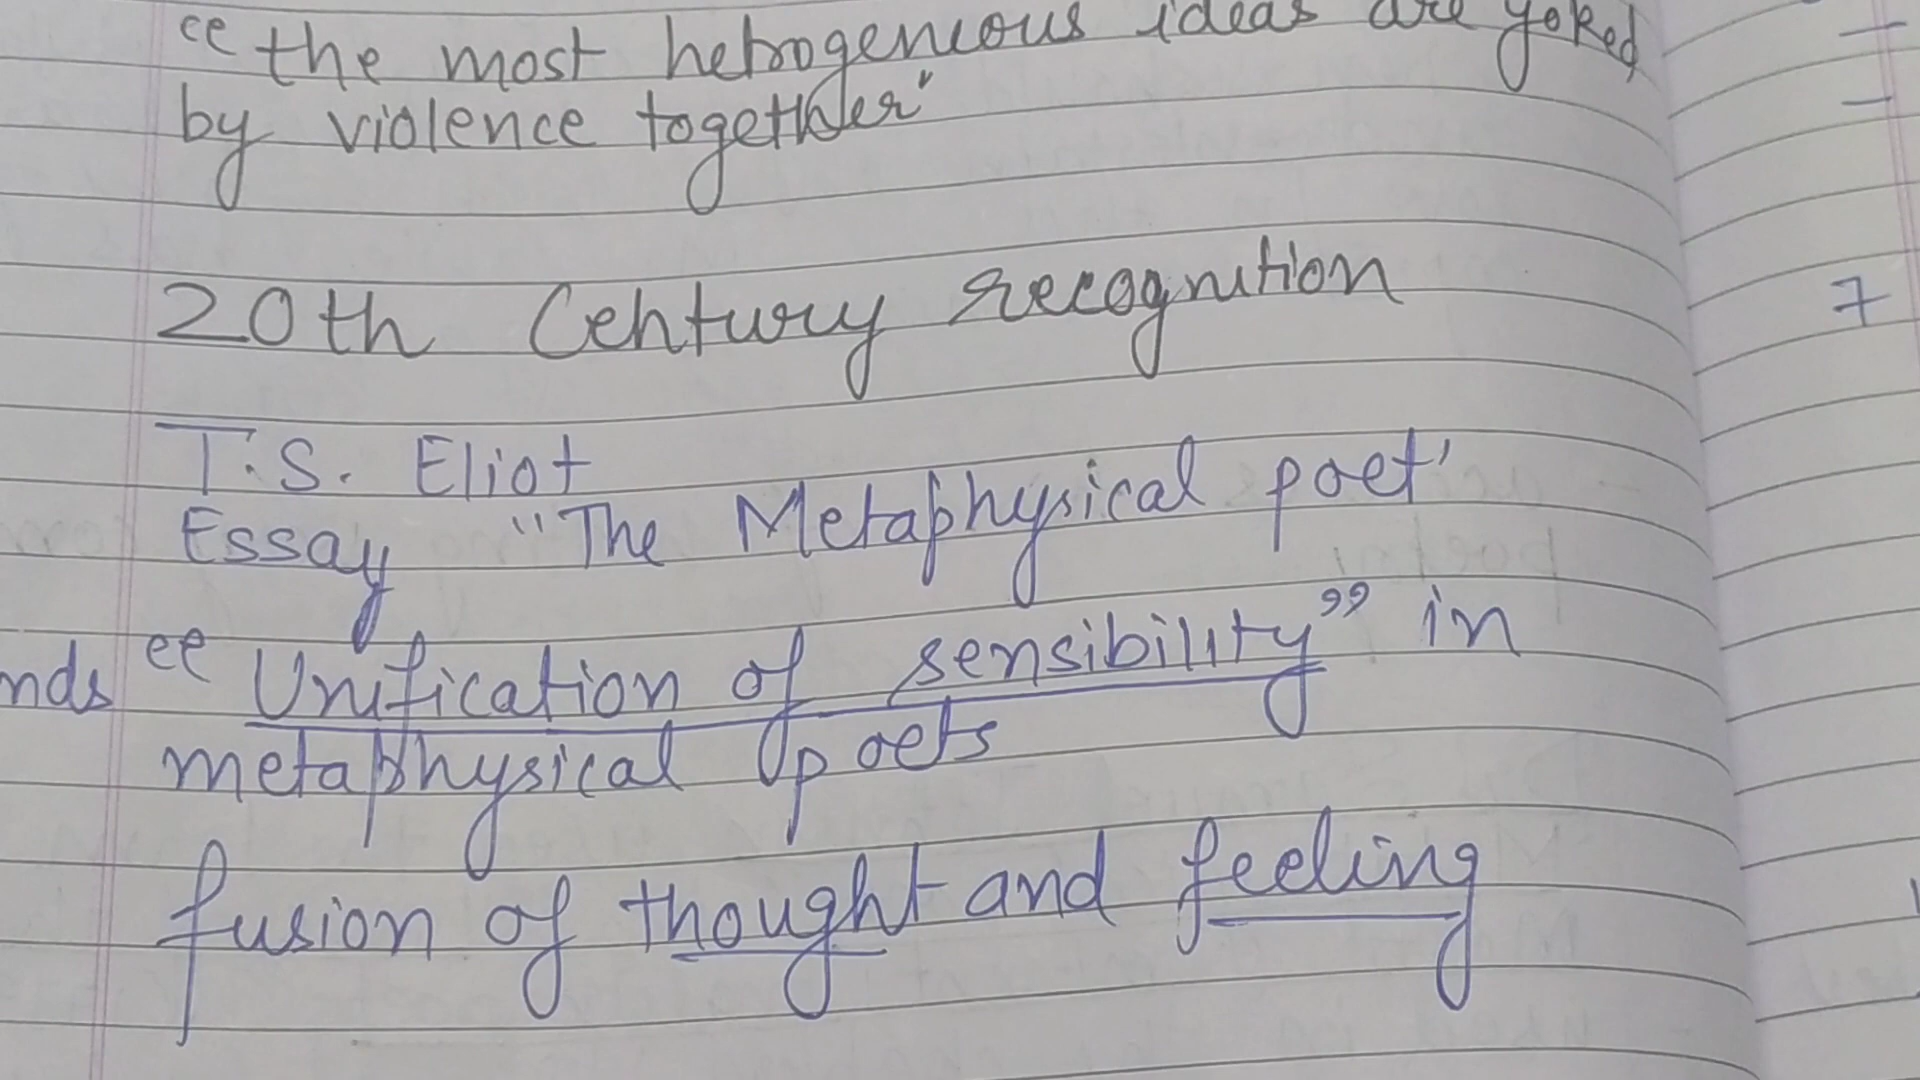 “the most hetrogeneous ideas are yoked
by violence together"
20th Century recognition
T.S. Eliot
Essay "The Metaphysical poet'
nds “Unification of sensibility” in
metaphysical poets
fusion of thought and feeling
7